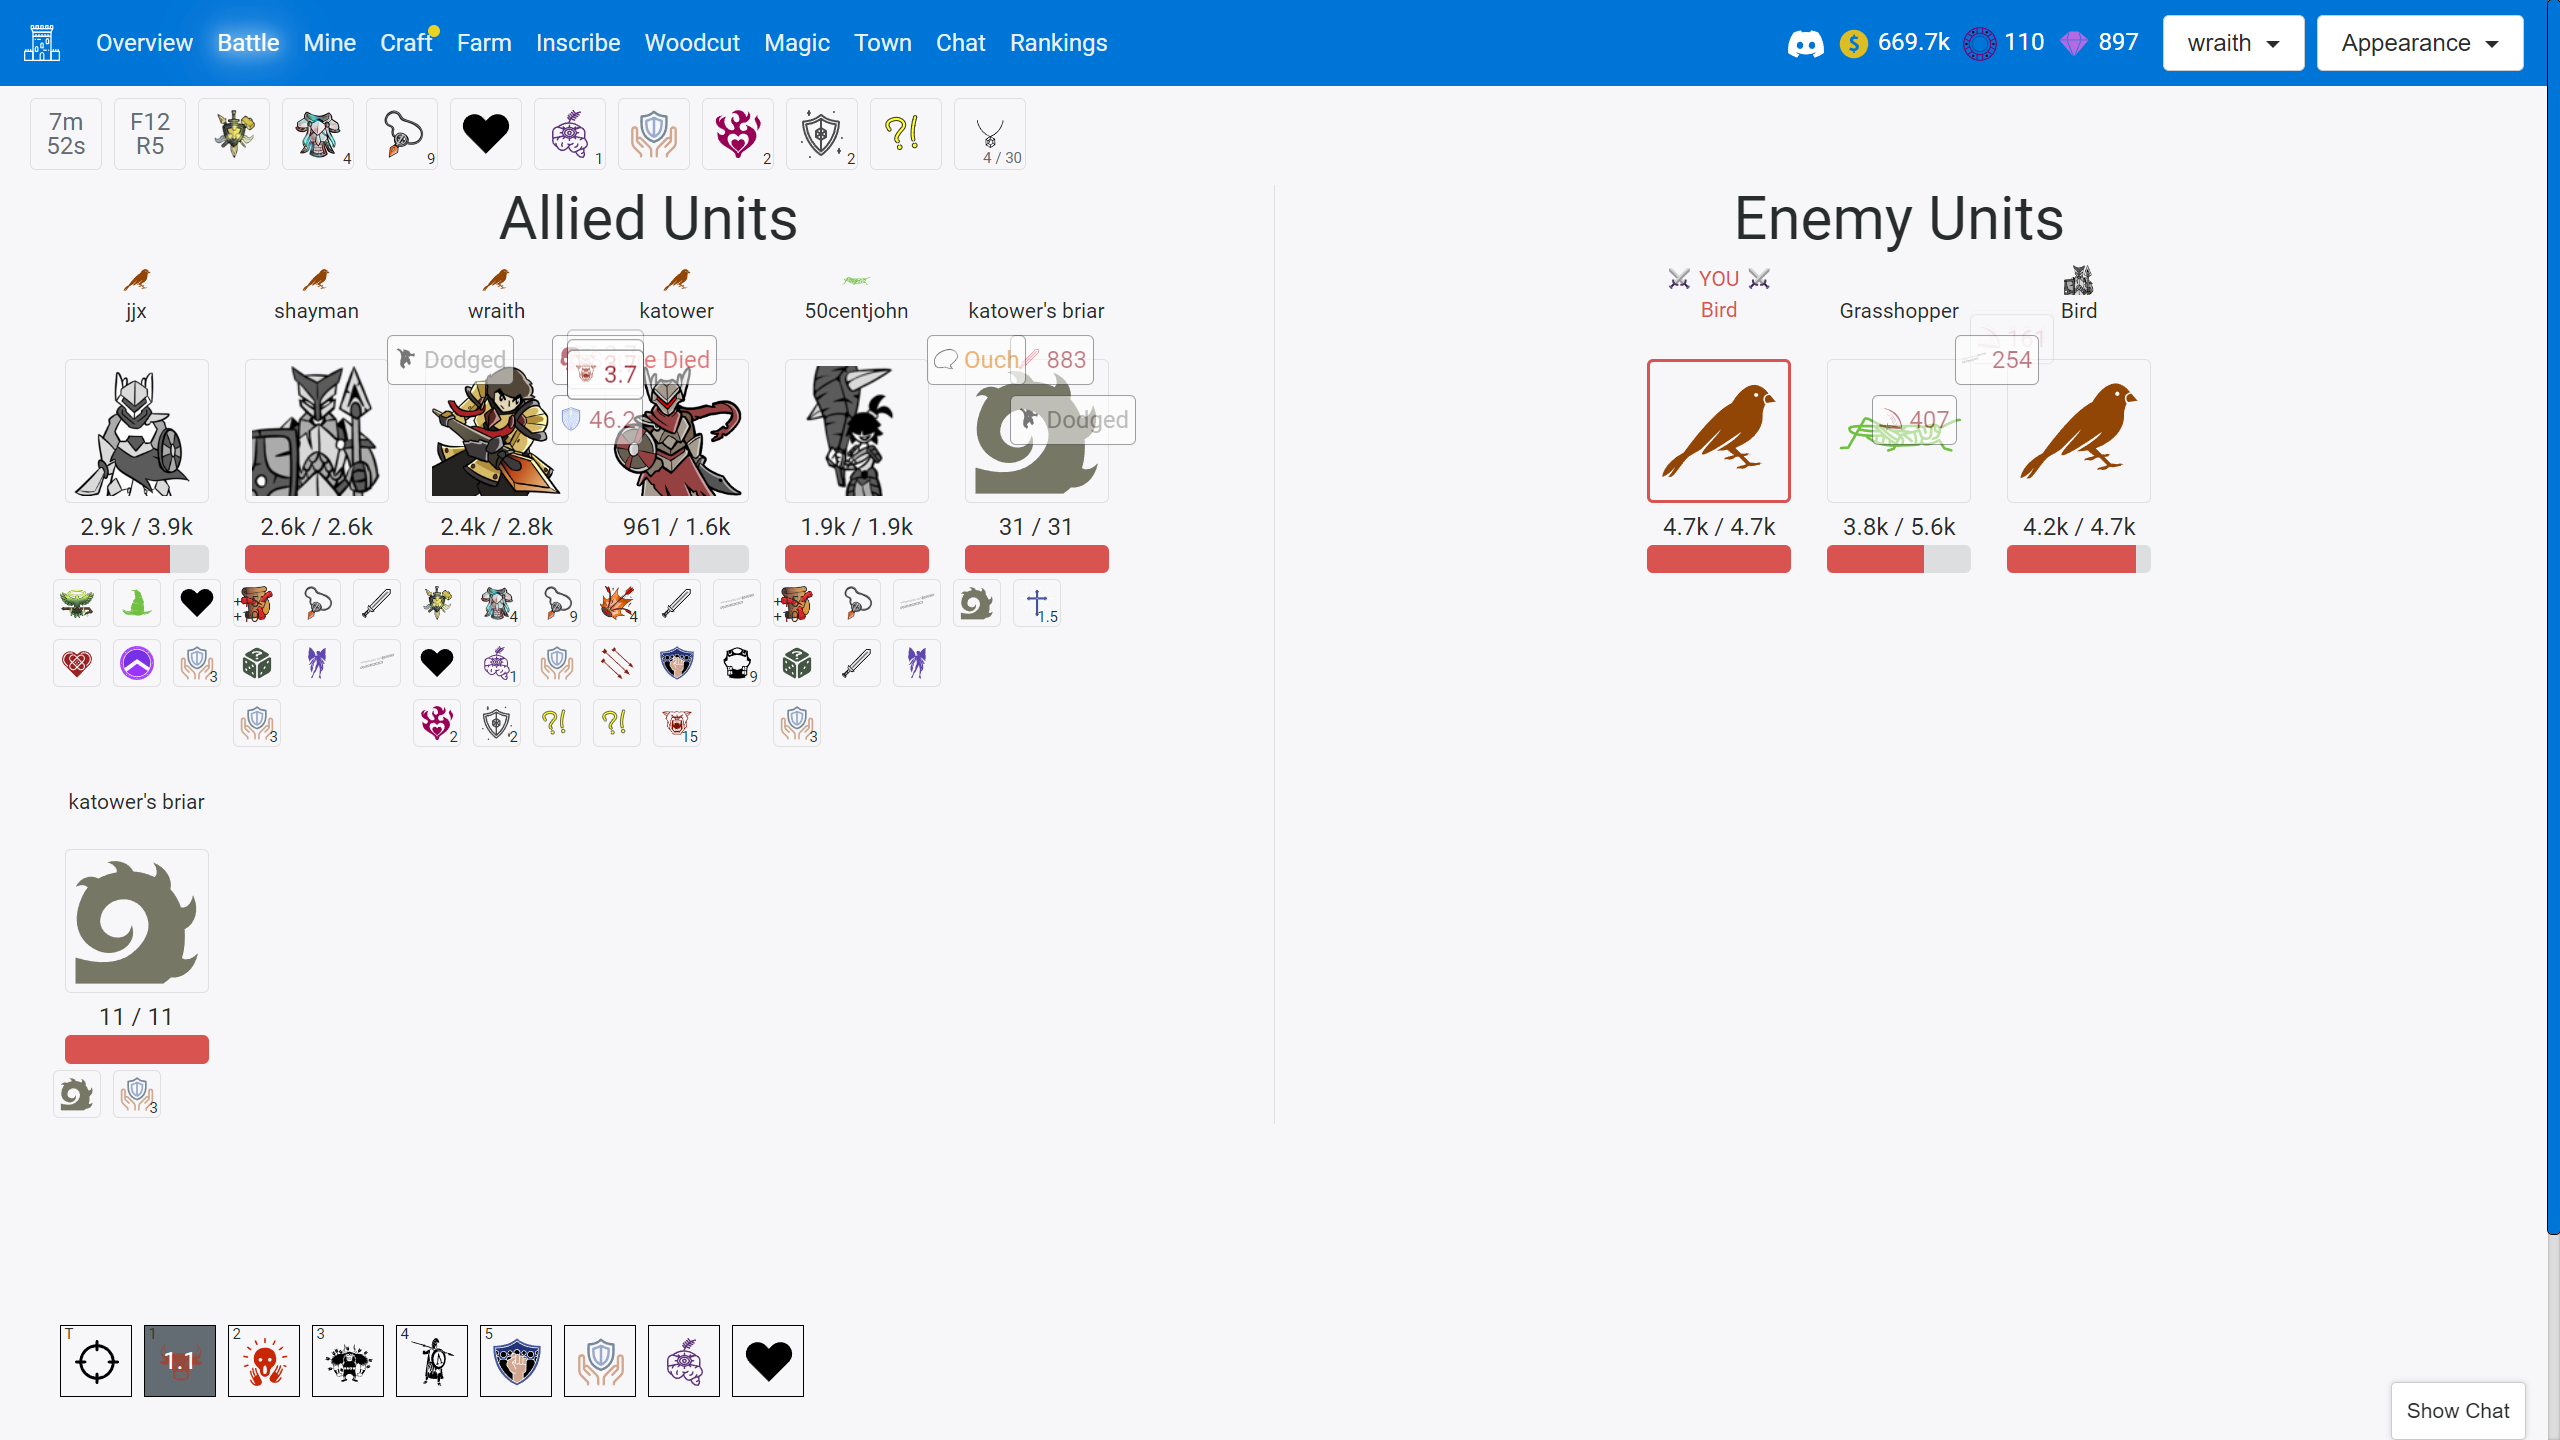 Overview Battle Mine Craft Farm Inscribe Woodcut Magic Town Chat Rankings
669.7k 110 897 wraith Appearance
7m
52s
F12
R5
4 9 1 2 2 4 / 30
Allied Units
Enemy Units
YOU
jjx shayman wraith katower 50centjohn katower's briar
Bird Grasshopper Bird
Dodged e Died Ouch 883
3.7
161
254
46.2 Dodged 407
2.9k / 3.9k 2.6k / 2.6k 2.4k / 2.8k 961 / 1.6k 1.9k / 1.9k 31 / 31
4.7k / 4.7k 3.8k / 5.6k 4.2k / 4.7k
4 9 4 1.5
3 1 9
3 2 2 15 3
katower's briar
11 / 11
3
T 1 2 3 4 5
1.1
Show Chat